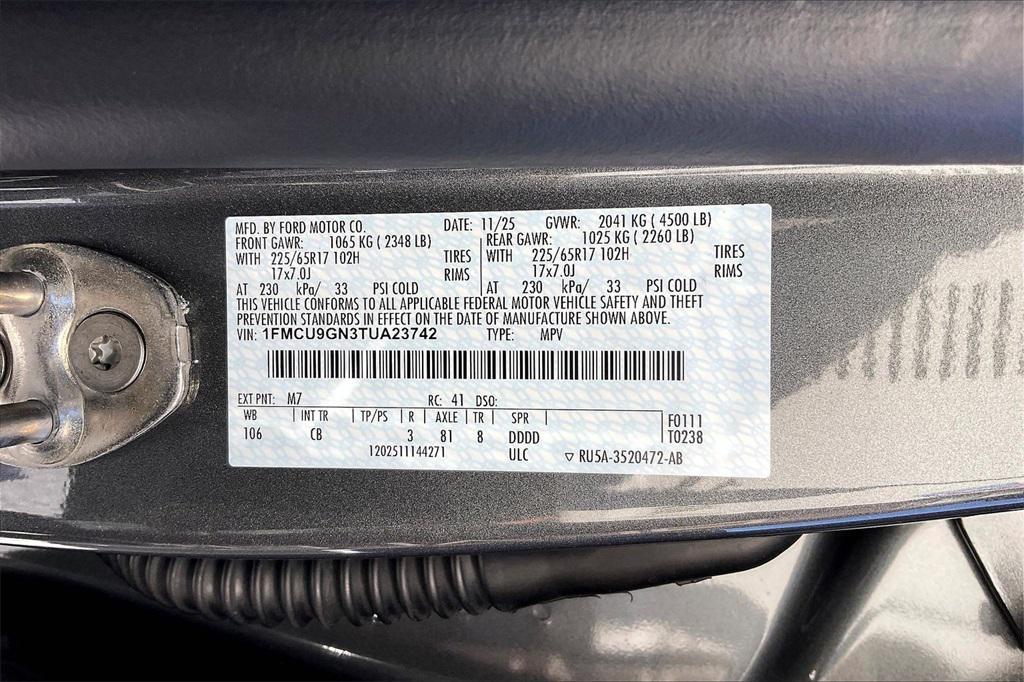 MFD. BY FORD MOTOR CO. DATE: 11/25 GVWR: 2041 KG ( 4500 LB)
FRONT GAWR: 1065 KG ( 2348 LB) REAR GAWR: 1025 KG ( 2260 LB)
WITH 225/65R17 102H TIRES WITH 225/65R17 102H TIRES
17x7.0J RIMS 17x7.0J RIMS
AT 230 kPa/ 33 PSI COLD AT 230 kPa/ 33 PSI COLD
THIS VEHICLE CONFORMS TO ALL APPLICABLE FEDERAL MOTOR VEHICLE SAFETY AND THEFT
PREVENTION STANDARDS IN EFFECT ON THE DATE OF MANUFACTURE SHOWN ABOVE.
VIN: 1FMCU9GN3TUA23742 TYPE: MPV
EXT PNT: M7 RC: 41 DSO:
WB INT TR TP/PS R AXLE TR SPR F0111
106 CB 3 81 8 DDDD T0238
1202511144271 ULC ▽ RU5A-3520472-AB